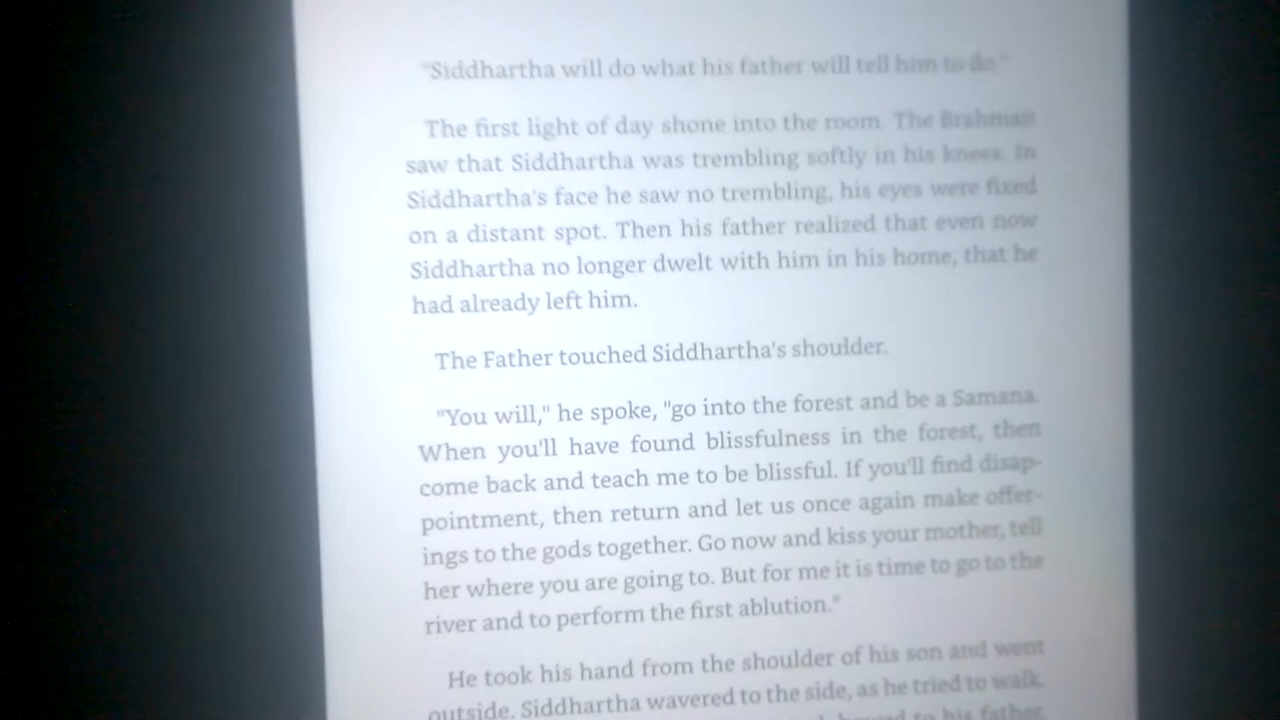 "Siddhartha will do what his father will tell him to do."
The first light of day shone into the room. The Brahman
saw that Siddhartha was trembling softly in his knees. In
Siddhartha's face he saw no trembling, his eyes were fixed
on a distant spot. Then his father realized that even now
Siddhartha no longer dwelt with him in his home, that he
had already left him.
The Father touched Siddhartha's shoulder.
"You will," he spoke, "go into the forest and be a Samana.
When you'll have found blissfulness in the forest, then
come back and teach me to be blissful. If you'll find disap-
pointment, then return and let us once again make offer-
ings to the gods together. Go now and kiss your mother, tell
her where you are going to. But for me it is time to go to the
river and to perform the first ablution."
He took his hand from the shoulder of his son and went
outside. Siddhartha wavered to the side, as he tried to walk.
bowed to his father,